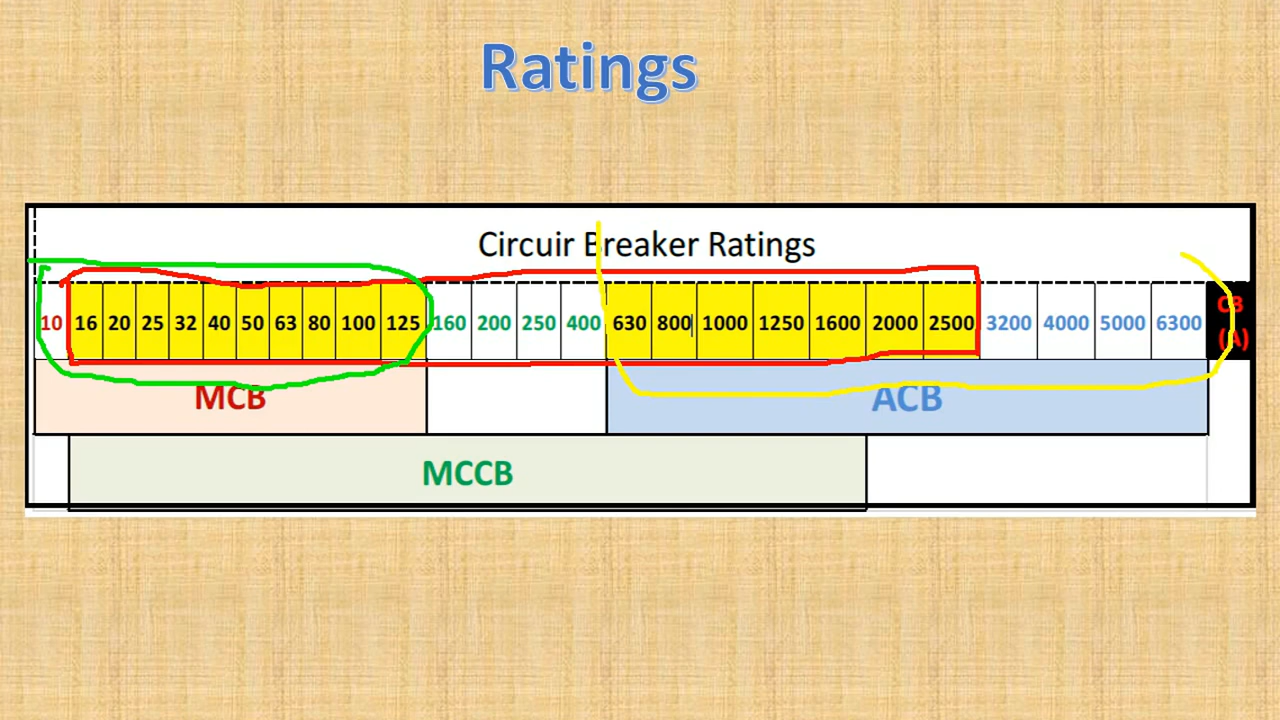 Ratings
Circuir Breaker Ratings
10 16 20 25 32 40 50 63 80 100 125 160 200 250 400 630 800 1000 1250 1600 2000 2500 3200 4000 5000 6300 CB (A)
MCB ACB
MCCB